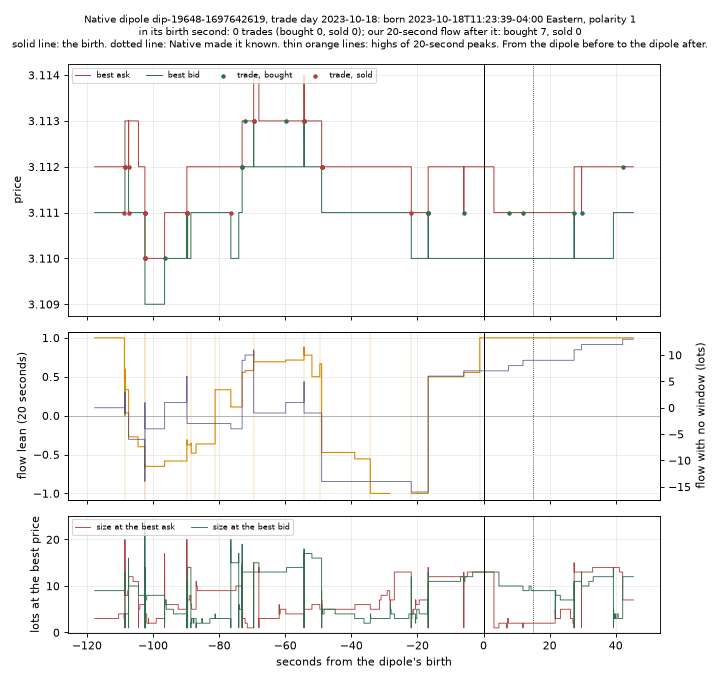 Native dipole dip-19648-1697642619, trade day 2023-10-18: born 2023-10-18T11:23:39-04:00 Eastern, polarity 1
in its birth second: 0 trades (bought 0, sold 0); our 20-second flow after it: bought 7, sold 0
solid line: the birth. dotted line: Native made it known. thin orange lines: highs of 20-second peaks. From the dipole before to the dipole after.
best ask
best bid
trade, bought
trade, sold
3.114
3.113
3.112
3.111
3.110
3.109
price
1.0
0.5
0.0
−0.5
−1.0
flow lean (20 seconds)
10
5
0
−5
−10
−15
flow with no window (lots)
size at the best ask
size at the best bid
20
10
0
lots at the best price
−120
−100
−80
−60
−40
−20
0
20
40
seconds from the dipole's birth